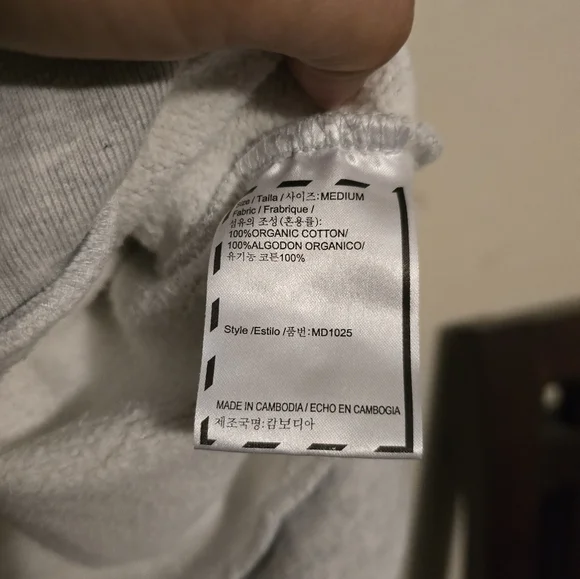 Size / Talla / 사이즈:MEDIUM
Fabric / Frabrique /
섬유의 조성(혼용률):
100%ORGANIC COTTON/
100%ALGODON ORGANICO/
유기농 코튼100%
Style /Estilo /품번:MD1025
MADE IN CAMBODIA / ECHO EN CAMBOGIA
제조국명:캄보디아